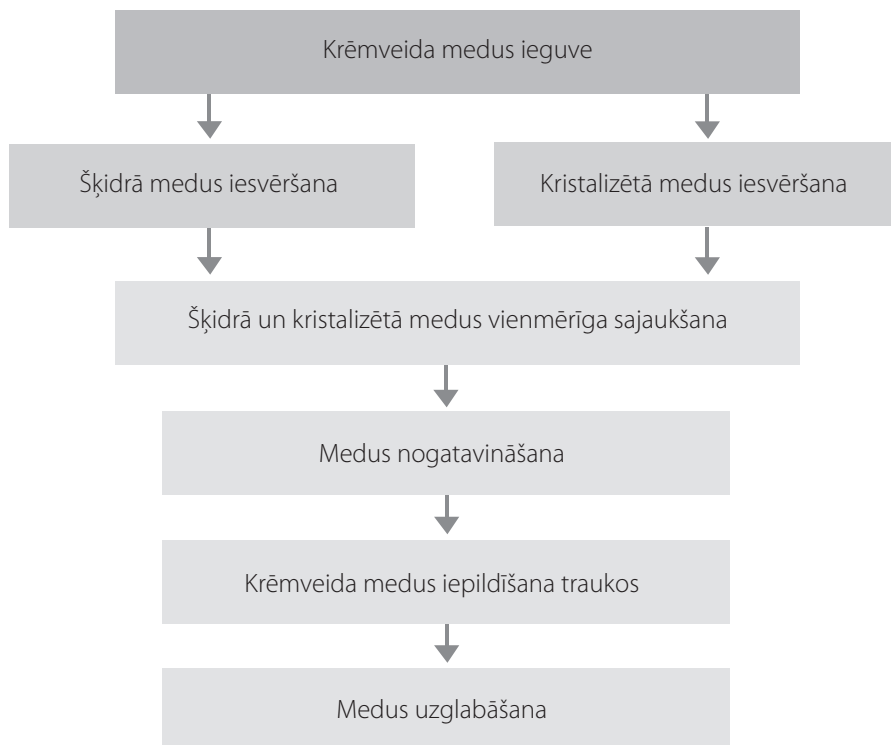 Krēmveida medus ieguve
Šķidrā medus iesvēršana
Kristalizētā medus iesvēršana
Šķidrā un kristalizētā medus vienmērīga sajaukšana
Medus nogatavināšana
Krēmveida medus iepildīšana traukos
Medus uzglabāšana